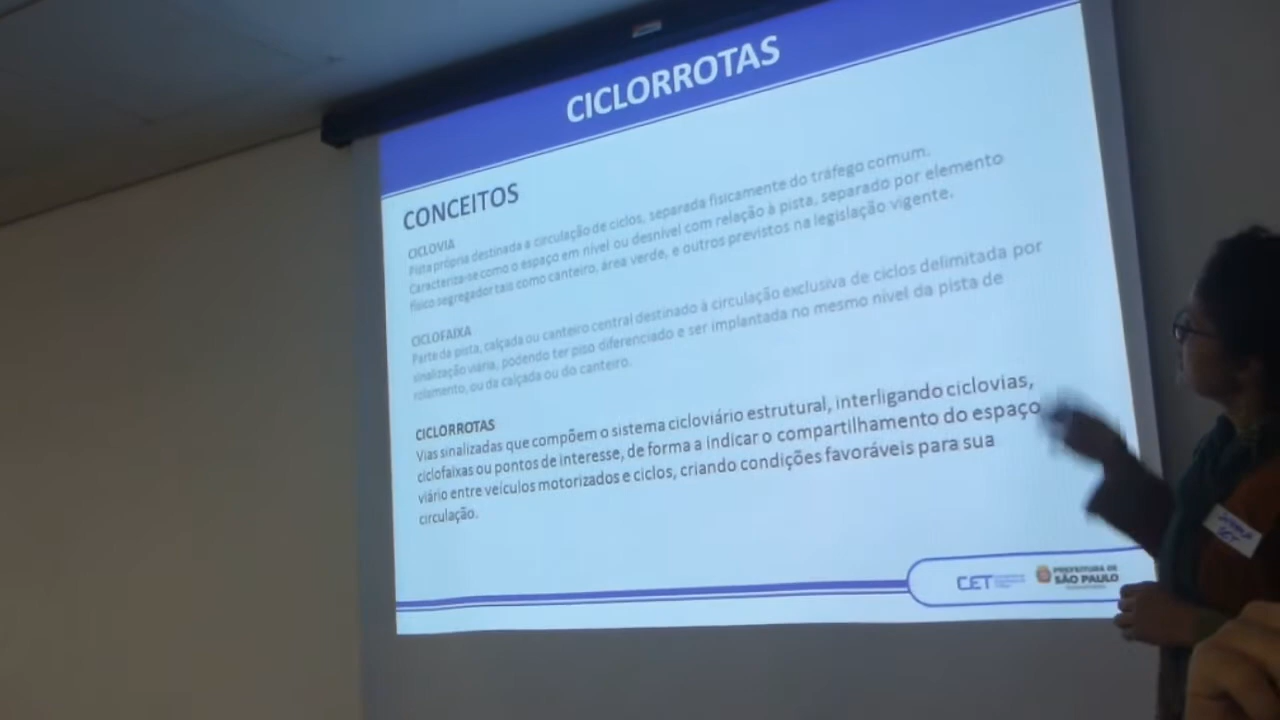 CICLORROTAS
CONCEITOS
CICLOVIA
Pista própria destinada a circulação de ciclos, separada fisicamente do tráfego comum.
Caracteriza-se como o espaço em nível ou desnível com relação à pista, separado por elemento
físico segregador tais como canteiro, área verde, e outros previstos na legislação vigente.
CICLOFAIXA
Parte da pista, calçada ou canteiro central destinado à circulação exclusiva de ciclos delimitada por
sinalização viária, podendo ter piso diferenciado e ser implantada no mesmo nível da pista de
rolamento, ou da calçada ou do canteiro.
CICLORROTAS
Vias sinalizadas que compõem o sistema cicloviário estrutural, interligando ciclovias,
ciclofaixas ou pontos de interesse, de forma a indicar o compartilhamento do espaço
viário entre veículos motorizados e ciclos, criando condições favoráveis para sua
circulação.
CET
PREFEITURA DE
SÃO PAULO
CET